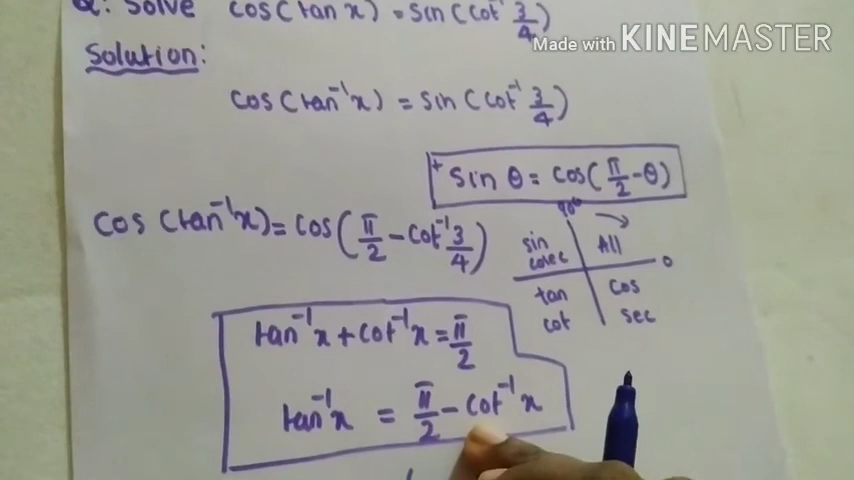 Q: Solve cos(tan⁻¹x) = sin(cot⁻¹ 3/4)
Made with KINEMASTER
Solution:
cos(tan⁻¹x) = sin(cot⁻¹ 3/4)
+ sin θ = cos(π/2 - θ)
cos(tan⁻¹x) = cos(π/2 - cot⁻¹ 3/4)
90°
sin All
cosec
0
tan cos
cot sec
tan⁻¹x + cot⁻¹x = π/2
tan⁻¹x = π/2 - cot⁻¹x